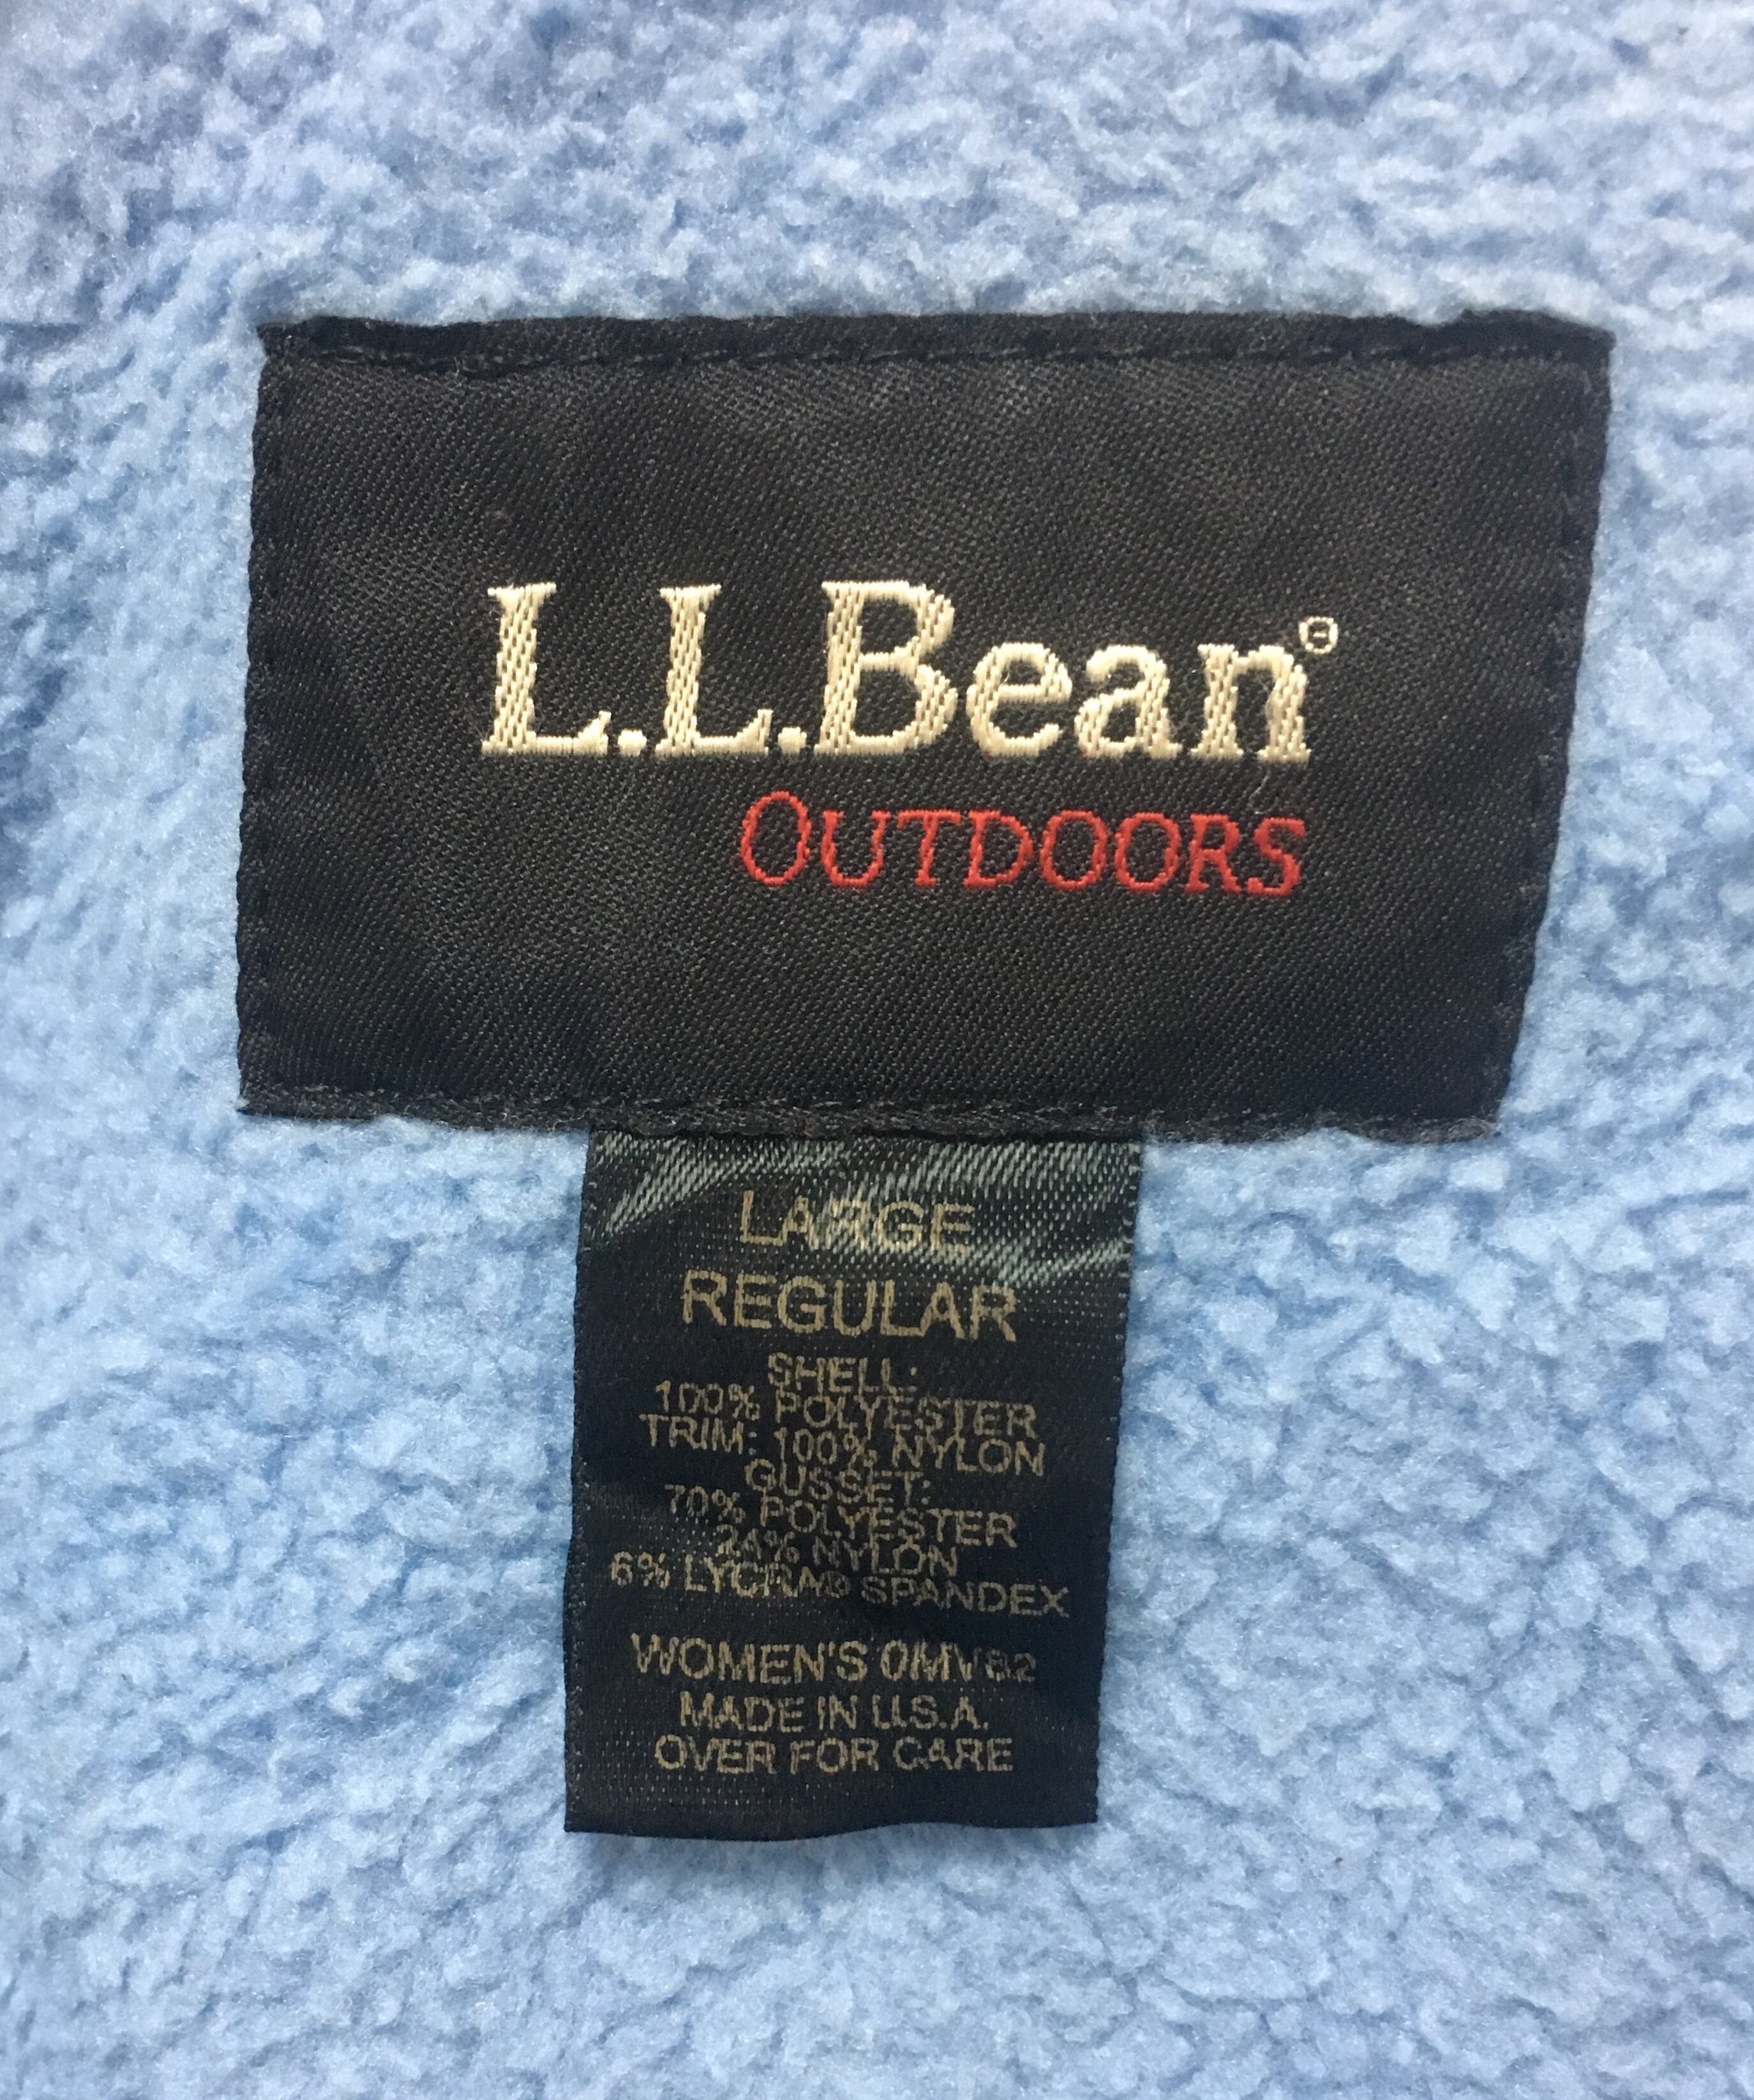 L.L.Bean®
OUTDOORS
LARGE
REGULAR
SHELL:
100% POLYESTER
TRIM: 100% NYLON
GUSSET:
70% POLYESTER
24% NYLON
6% LYCRA® SPANDEX
WOMEN'S 0MV82
MADE IN U.S.A.
OVER FOR CARE